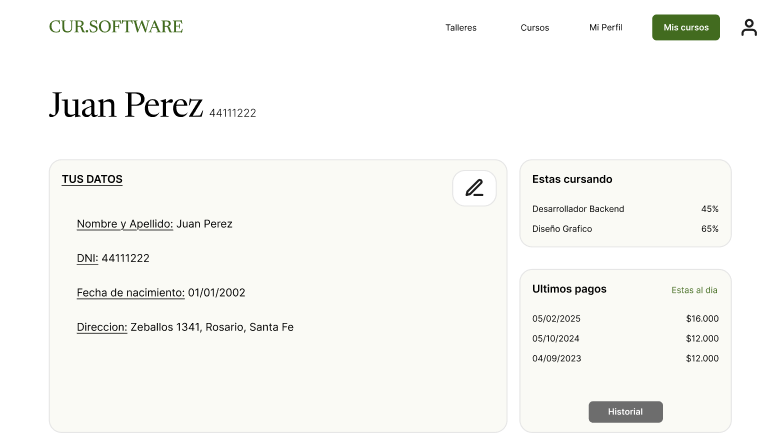 CUR.SOFTWARE
Talleres
Cursos
Mi Perfil
Mis cursos
Juan Perez 44111222
TUS DATOS
Nombre y Apellido: Juan Perez
DNI: 44111222
Fecha de nacimiento: 01/01/2002
Direccion: Zeballos 1341, Rosario, Santa Fe
Estas cursando
Desarrollador Backend 45%
Diseño Grafico 65%
Ultimos pagos Estas al dia
05/02/2025 $16.000
05/10/2024 $12.000
04/09/2023 $12.000
Historial